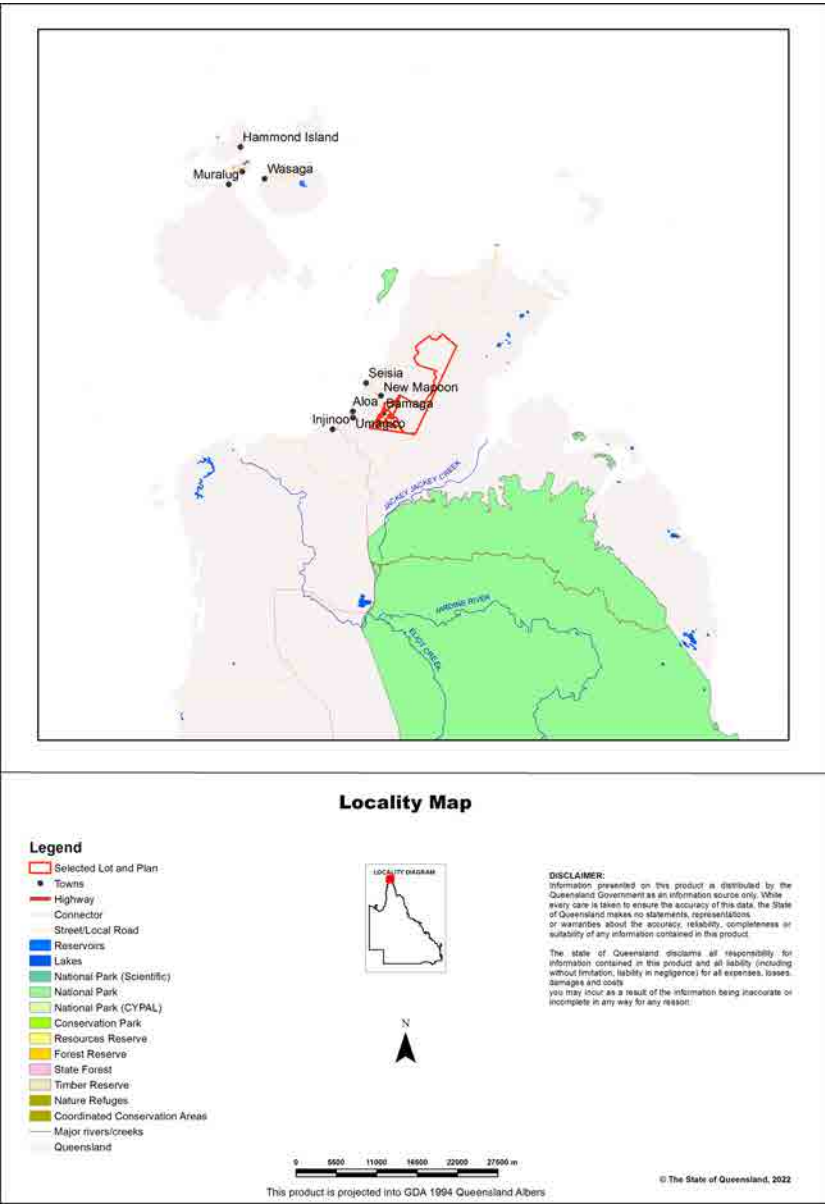 Hammond Island
Muralug
Wasaga
Seisia
New Mapoon
Aloa
Bamaga
Injinoo
Umagico
JACKEY JACKEY CREEK
JARDINE RIVER
ELIOT CREEK
Locality Map
Legend
Selected Lot and Plan
Towns
Highway
Connector
Street/Local Road
Reservoirs
Lakes
National Park (Scientific)
National Park
National Park (CYPAL)
Conservation Park
Resources Reserve
Forest Reserve
State Forest
Timber Reserve
Nature Refuges
Coordinated Conservation Areas
Major rivers/creeks
Queensland
LOCALITY DIAGRAM
N
0 5500 11000 16500 22000 27500 m
This product is projected into GDA 1994 Queensland Albers
DISCLAIMER:
Information presented on this product is distributed by the
Queensland Government as an information source only. While
every care is taken to ensure the accuracy of this data, the State
of Queensland makes no statements, representations
or warranties about the accuracy, reliability, completeness or
suitability of any information contained in this product.
The state of Queensland disclaims all responsibility for
information contained in this product and all liability (including
without limitation, liability in negligence) for all expenses, losses,
damages and costs
you may incur as a result of the information being inaccurate or
incomplete in any way for any reason.
© The State of Queensland, 2022